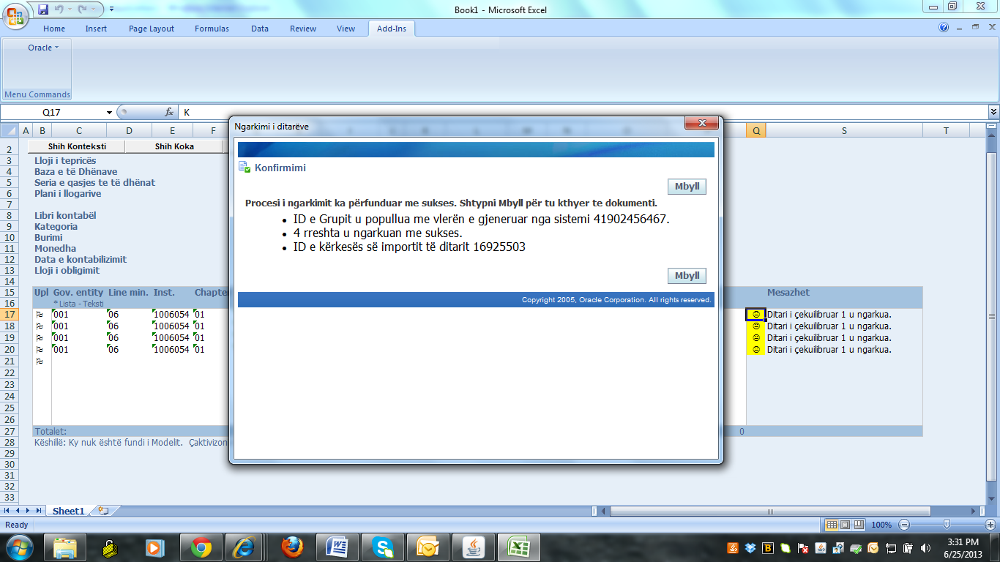 Book1 - Microsoft Excel
Home Insert Page Layout Formulas Data Review View Add-Ins
Oracle
Menu Commands
Q17 fx K
A B C D E F Q S T
Ngarkimi i ditarëve
2 Shih Konteksti Shih Koka
3 Lloji i tepricës
4 Baza e të Dhënave
5 Seria e qasjes te të dhënat
6 Plani i llogarive
7
8 Libri kontabël
9 Kategoria
10 Burimi
11 Monedha
12 Data e kontabilizimit
13 Lloji i obligimit
14
15 Upl Gov. entity Line min. Inst. Chapte Mesazhet
16 * Lista - Teksti
17 001 06 1006054 01 Ditari i çekuilibruar 1 u ngarkua.
18 001 06 1006054 01 Ditari i çekuilibruar 1 u ngarkua.
19 001 06 1006054 01 Ditari i çekuilibruar 1 u ngarkua.
20 001 06 1006054 01 Ditari i çekuilibruar 1 u ngarkua.
21
22
23
24
25
26
27 Totalet: 0
28 Këshillë: Ky nuk është fundi i Modelit. Çaktivizon
29
30
31
32
33
Konfirmimi
Mbyll
Procesi i ngarkimit ka përfunduar me sukses. Shtypni Mbyll për tu kthyer te dokumenti.
• ID e Grupit u popullua me vlerën e gjeneruar nga sistemi 41902456467.
• 4 rreshta u ngarkuan me sukses.
• ID e kërkesës së importit të ditarit 16925503
Mbyll
Copyright 2005, Oracle Corporation. All rights reserved.
Sheet1
Ready 100%
3:31 PM
6/25/2013